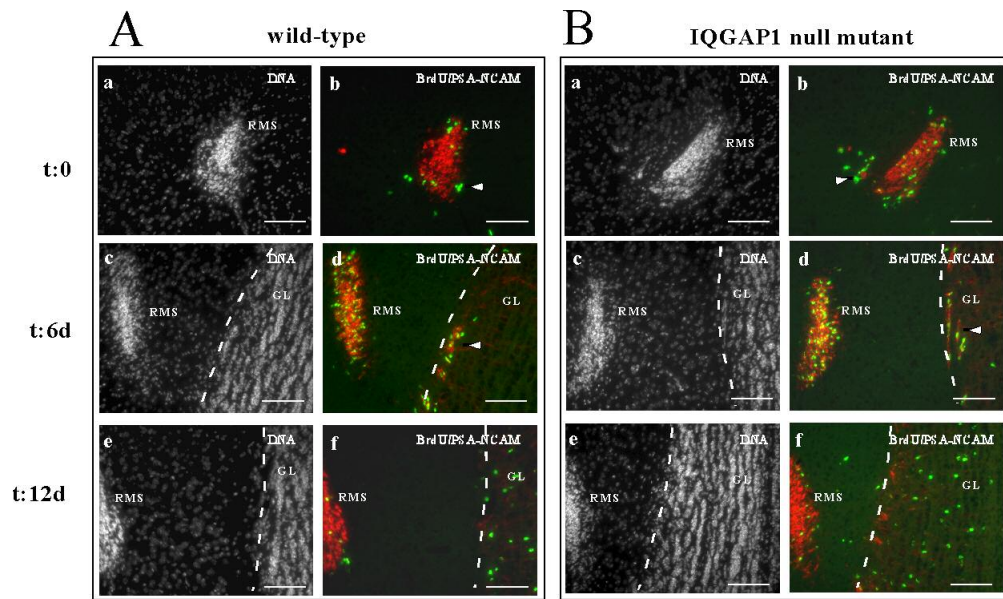 A
wild-type
B
IQGAP1 null mutant
t:0
a
DNA
RMS
b
BrdU/PSA-NCAM
RMS
a
DNA
RMS
b
BrdU/PSA-NCAM
RMS
t:6d
c
DNA
GL
RMS
d
BrdU/PSA-NCAM
GL
RMS
c
DNA
GL
RMS
d
BrdU/PSA-NCAM
GL
RMS
t:12d
e
DNA
GL
RMS
f
BrdU/PSA-NCAM
GL
RMS
e
DNA
GL
RMS
f
BrdU/PSA-NCAM
GL
RMS